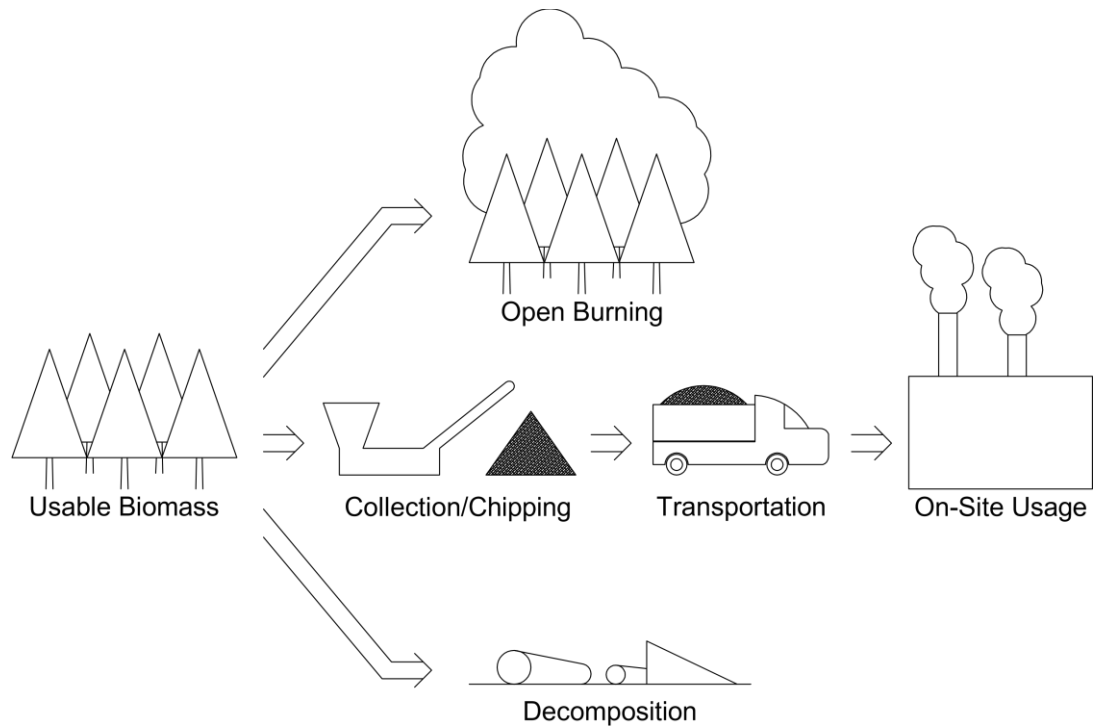 Open Burning
Usable Biomass
Collection/Chipping
Transportation
On-Site Usage
Decomposition